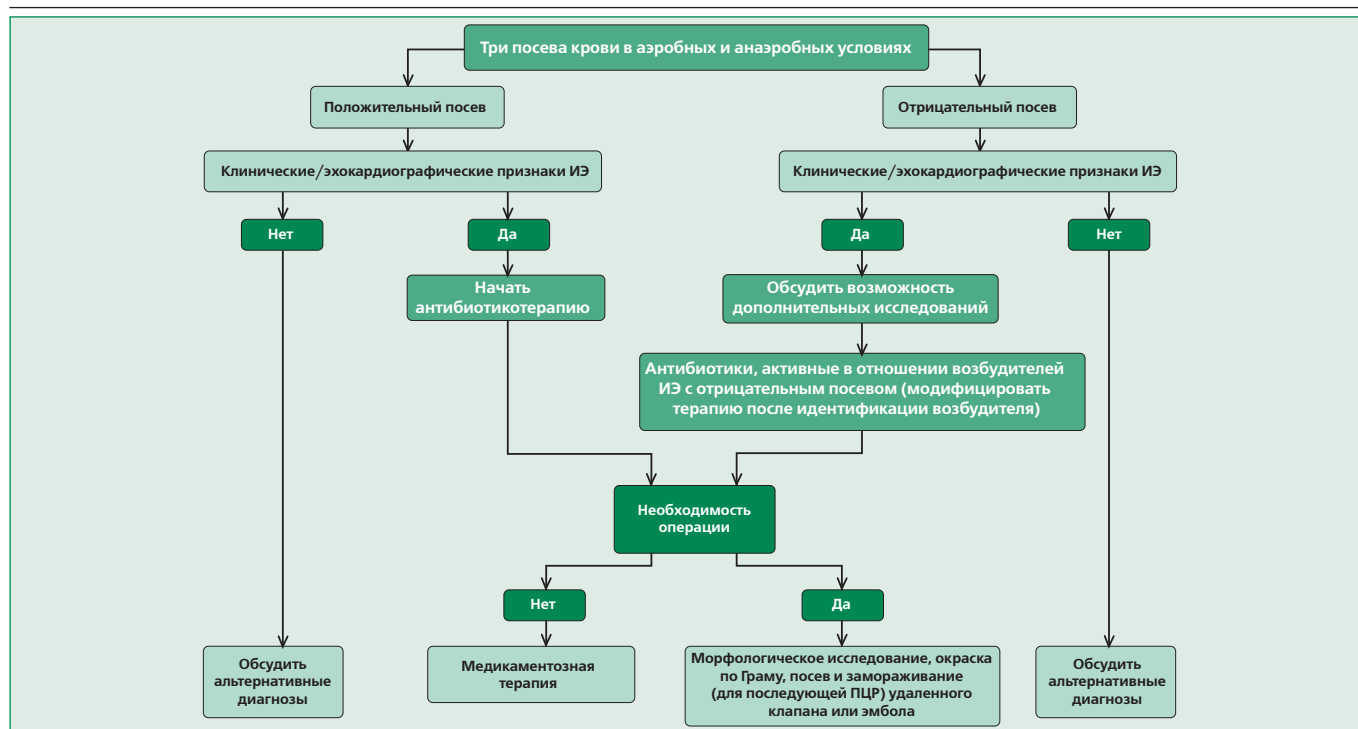 Три посева крови в аэробных и анаэробных условиях
Положительный посев
Отрицательный посев
Клинические/эхокардиографические признаки ИЭ
Клинические/эхокардиографические признаки ИЭ
Нет
Да
Да
Нет
Начать
антибиотикотерапию
Обсудить возможность
дополнительных исследований
Антибиотики, активные в отношении возбудителей
ИЭ с отрицательным посевом (модифицировать
терапию после идентификации возбудителя)
Необходимость
операции
Нет
Да
Обсудить
альтернативные
диагнозы
Медикаментозная
терапия
Морфологическое исследование, окраска
по Граму, посев и замораживание
(для последующей ПЦР) удаленного
клапана или эмбола
Обсудить
альтернативные
диагнозы